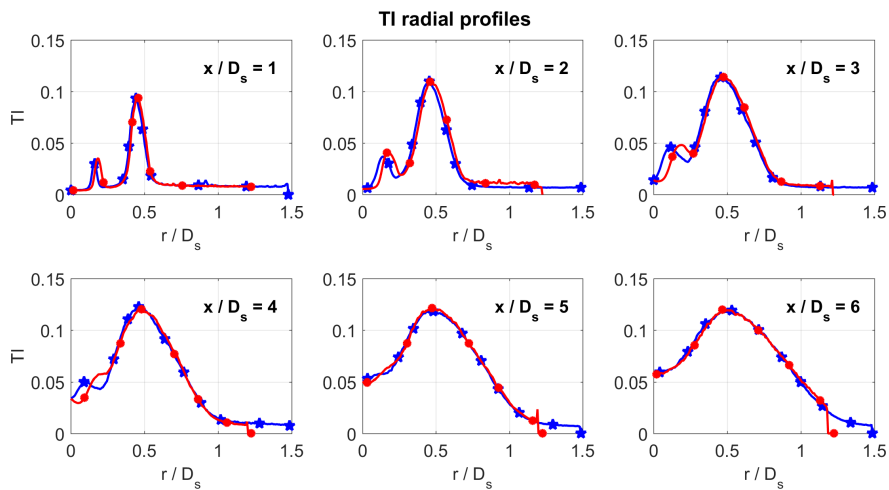 TI radial profiles
0.15 0.15 0.15
x / Ds = 1 x / Ds = 2 x / Ds = 3
0.1 0.1 0.1
TI
0.05 0.05 0.05
0 0 0
0 0.5 1 1.5 0 0.5 1 1.5 0 0.5 1 1.5
r / Ds r / Ds r / Ds
0.15 0.15 0.15
x / Ds = 4 x / Ds = 5 x / Ds = 6
0.1 0.1 0.1
TI
0.05 0.05 0.05
0 0 0
0 0.5 1 1.5 0 0.5 1 1.5 0 0.5 1 1.5
r / Ds r / Ds r / Ds